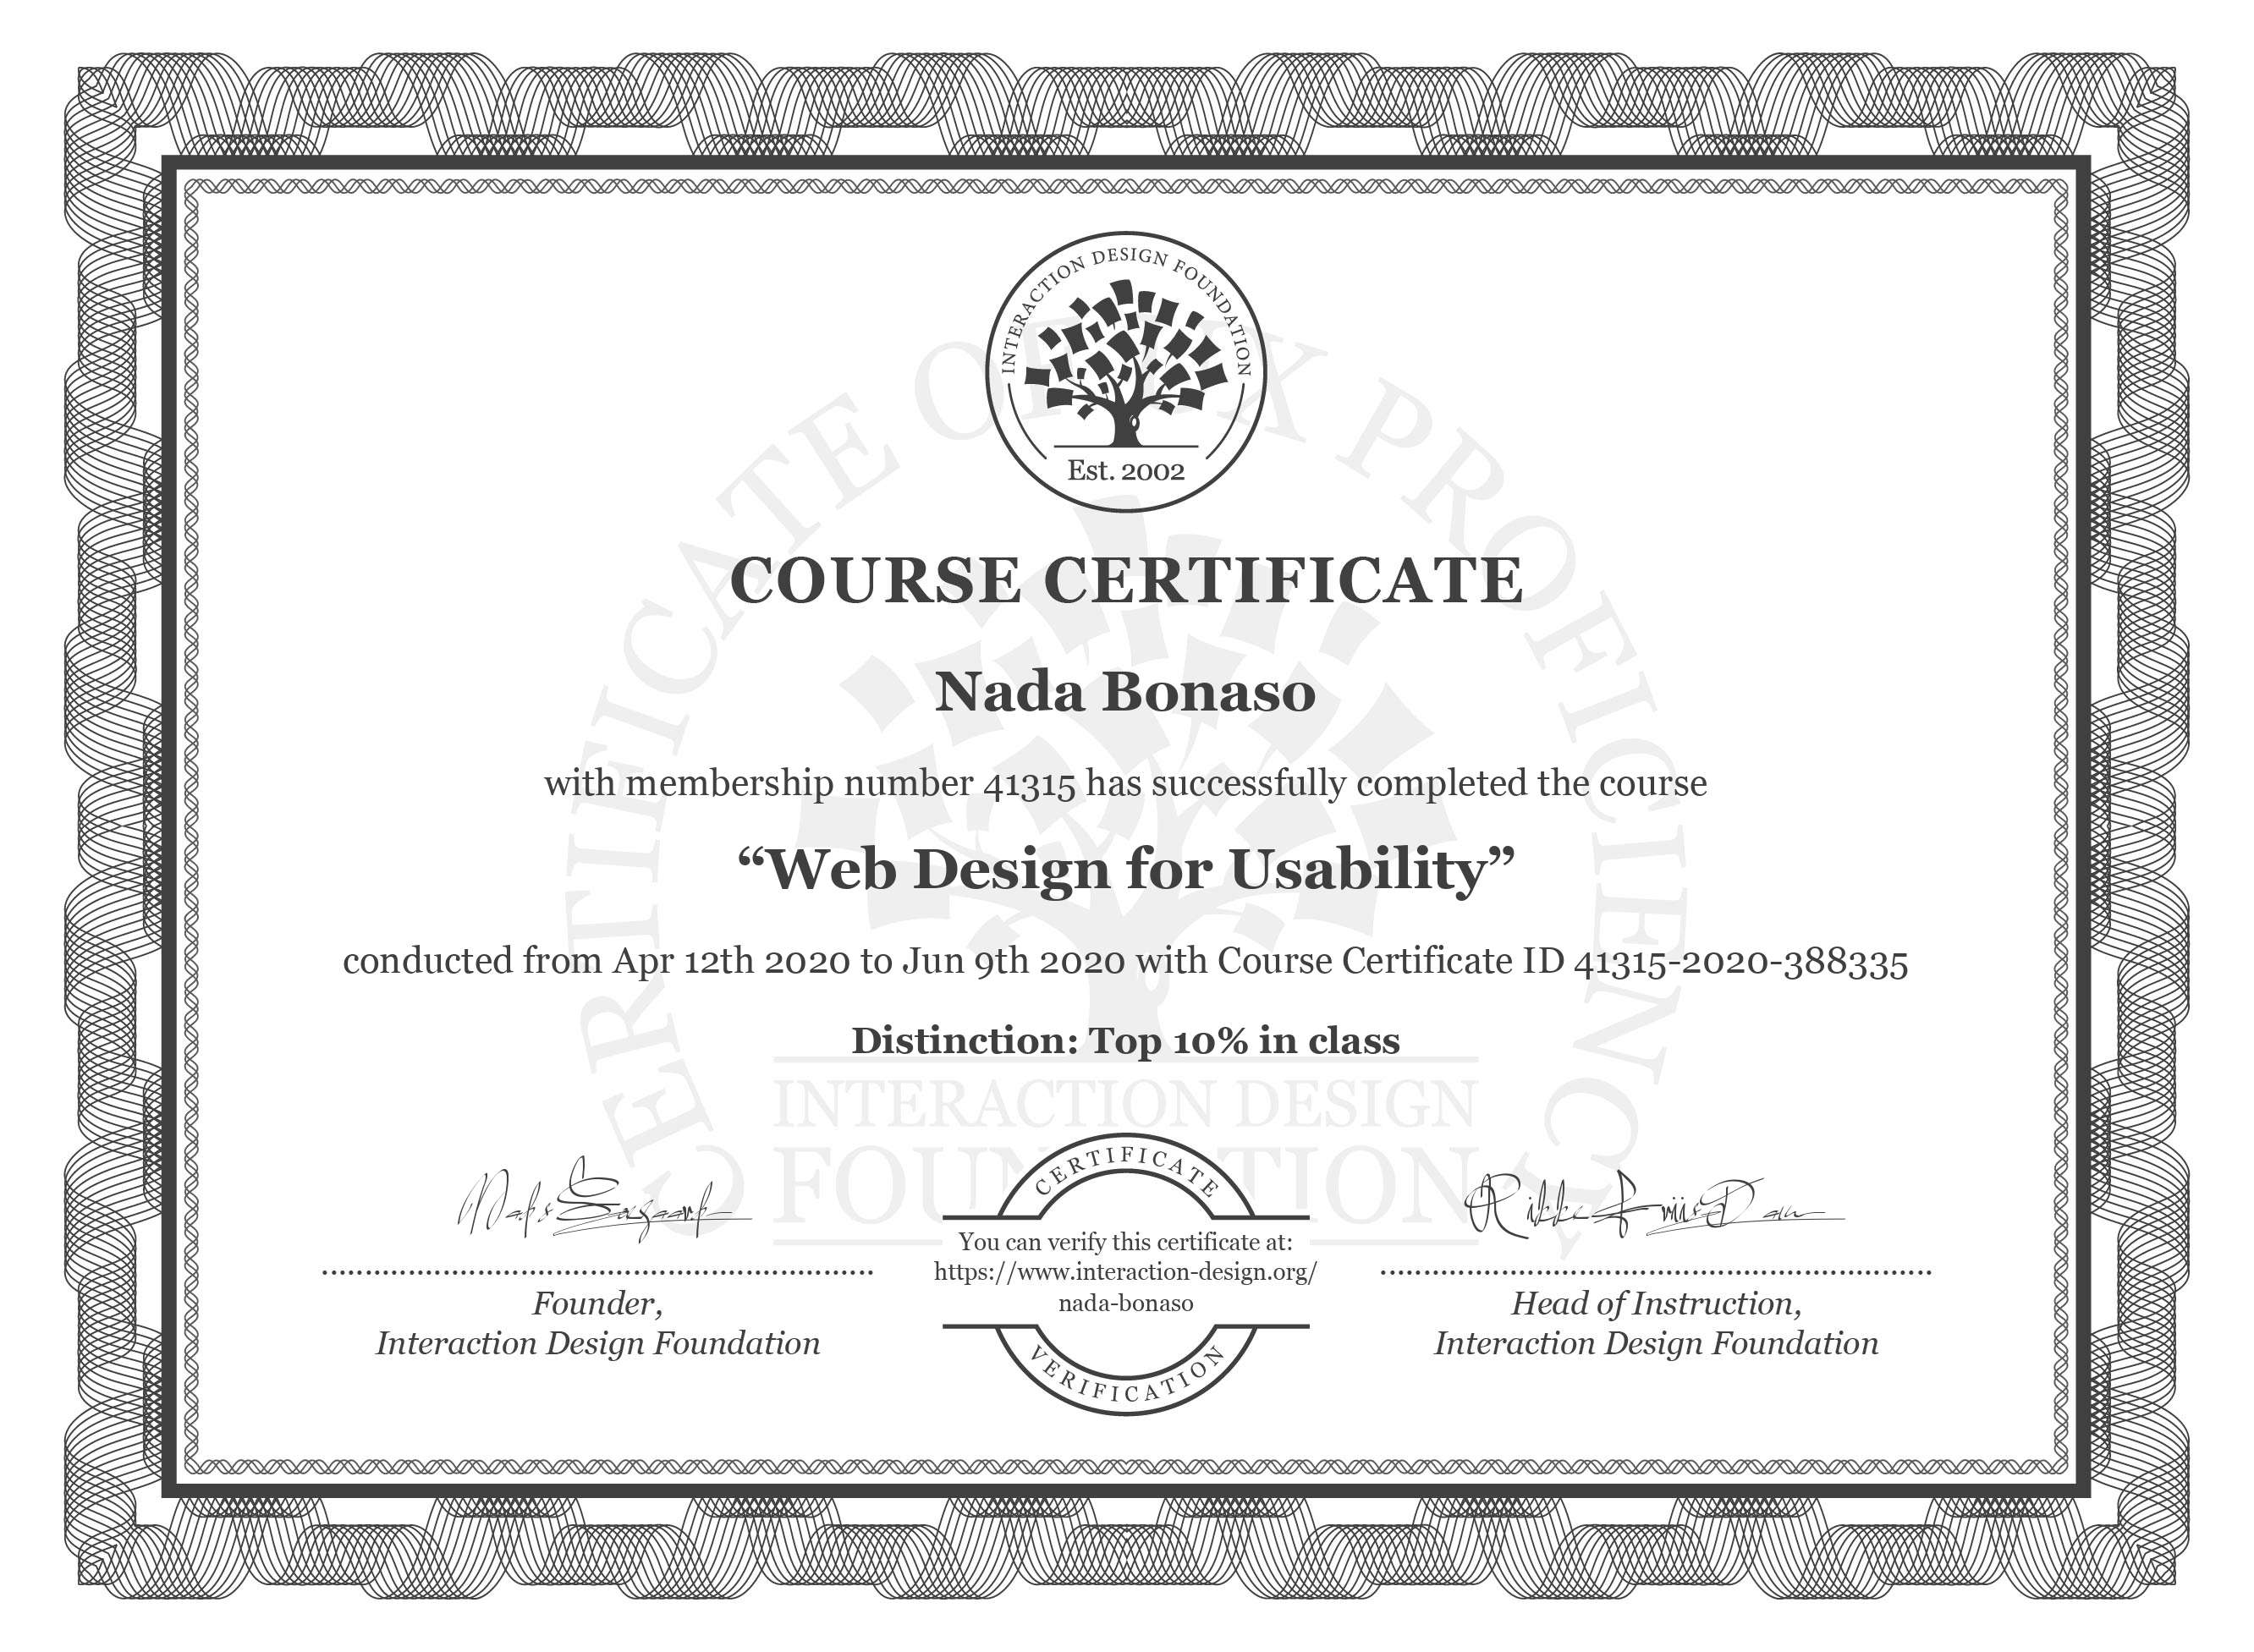 INTERACTION DESIGN FOUNDATION
Est. 2002
CERTIFICATE OF UX PROFICIENCY
COURSE CERTIFICATE
Nada Bonaso
with membership number 41315 has successfully completed the course
“Web Design for Usability”
conducted from Apr 12th 2020 to Jun 9th 2020 with Course Certificate ID 41315-2020-388335
Distinction: Top 10% in class
INTERACTION DESIGN
FOUNDATION
CERTIFICATE
You can verify this certificate at:
https://www.interaction-design.org/
nada-bonaso
VERIFICATION
Founder,
Interaction Design Foundation
Rikke Friis Dam
Head of Instruction,
Interaction Design Foundation